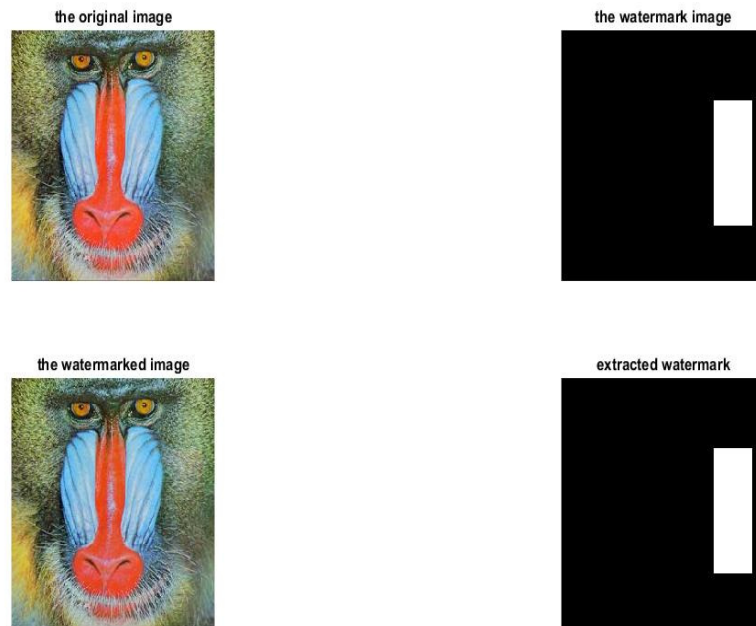 the original image
the watermark image
the watermarked image
extracted watermark